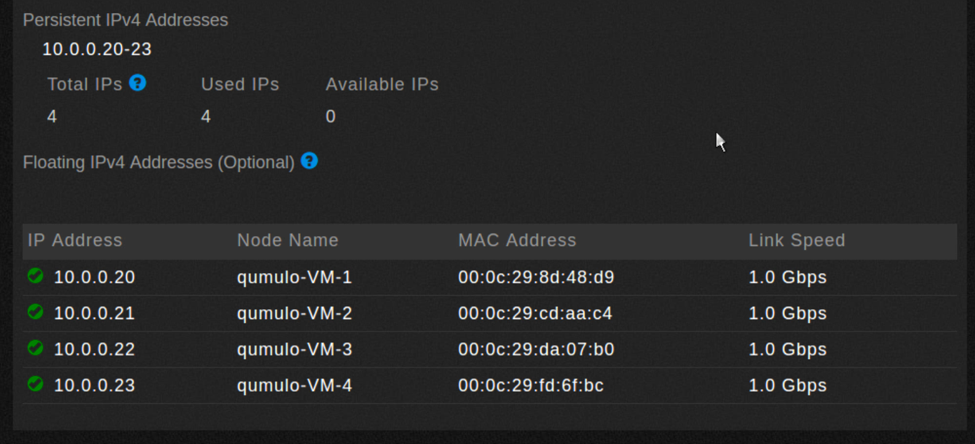 Persistent IPv4 Addresses
10.0.0.20-23
Total IPs ? Used IPs Available IPs
4 4 0
Floating IPv4 Addresses (Optional) ?
IP Address Node Name MAC Address Link Speed
10.0.0.20 qumulo-VM-1 00:0c:29:8d:48:d9 1.0 Gbps
10.0.0.21 qumulo-VM-2 00:0c:29:cd:aa:c4 1.0 Gbps
10.0.0.22 qumulo-VM-3 00:0c:29:da:07:b0 1.0 Gbps
10.0.0.23 qumulo-VM-4 00:0c:29:fd:6f:bc 1.0 Gbps